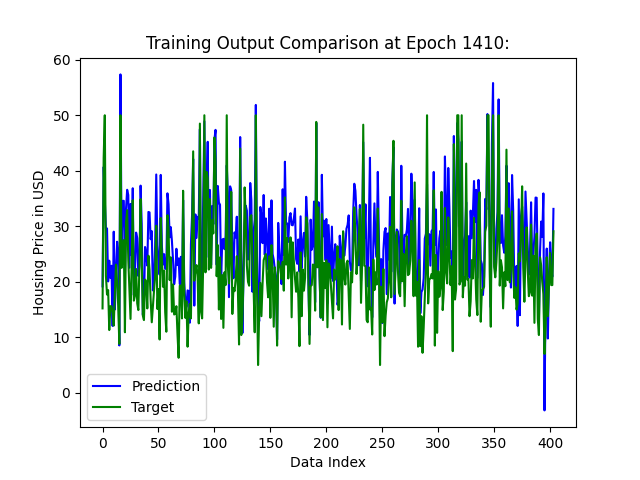 Training Output Comparison at Epoch 1410:
60
50
40
30
20
10
0
Housing Price in USD
Prediction
Target
0 50 100 150 200 250 300 350 400
Data Index